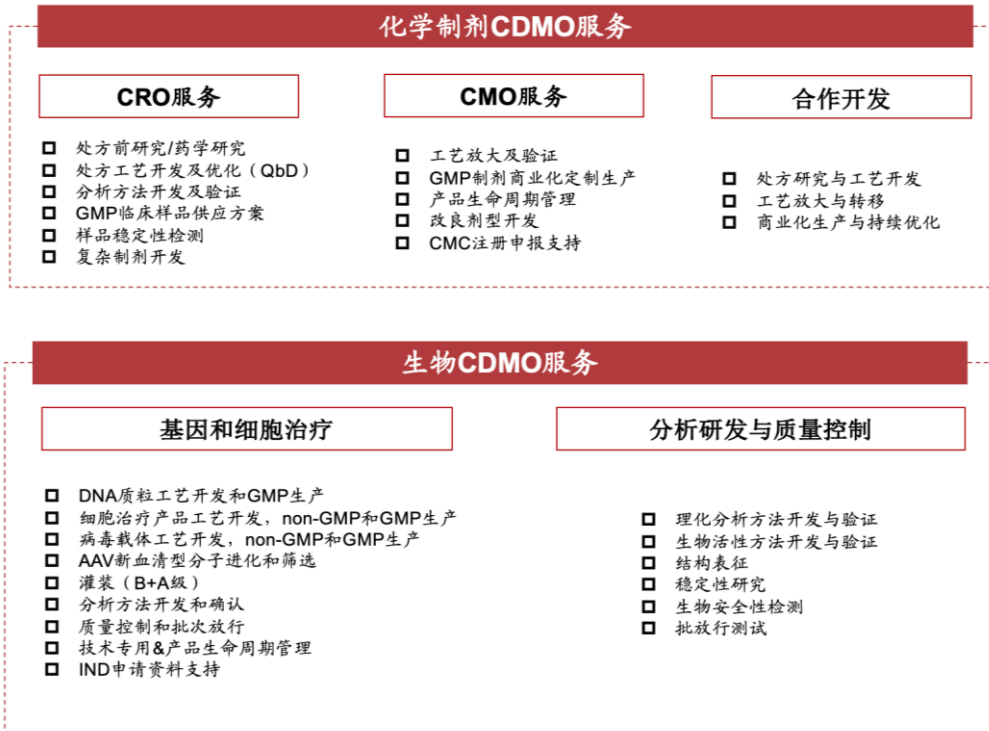 化学制剂CDMO服务
CRO服务
处方前研究/药学研究
处方工艺开发及优化（QbD）
分析方法开发及验证
GMP临床样品供应方案
样品稳定性检测
复杂制剂开发
CMO服务
工艺放大及验证
GMP制剂商业化定制生产
产品生命周期管理
改良剂型开发
CMC注册申报支持
合作开发
处方研究与工艺开发
工艺放大与转移
商业化生产与持续优化
生物CDMO服务
基因和细胞治疗
DNA质粒工艺开发和GMP生产
细胞治疗产品工艺开发，non-GMP和GMP生产
病毒载体工艺开发，non-GMP和GMP生产
AAV新血清型分子进化和筛选
灌装（B+A级）
分析方法开发和确认
质量控制和批次放行
技术专用&产品生命周期管理
IND申请资料支持
分析研发与质量控制
理化分析方法开发与验证
生物活性方法开发与验证
结构表征
稳定性研究
生物安全性检测
批放行测试